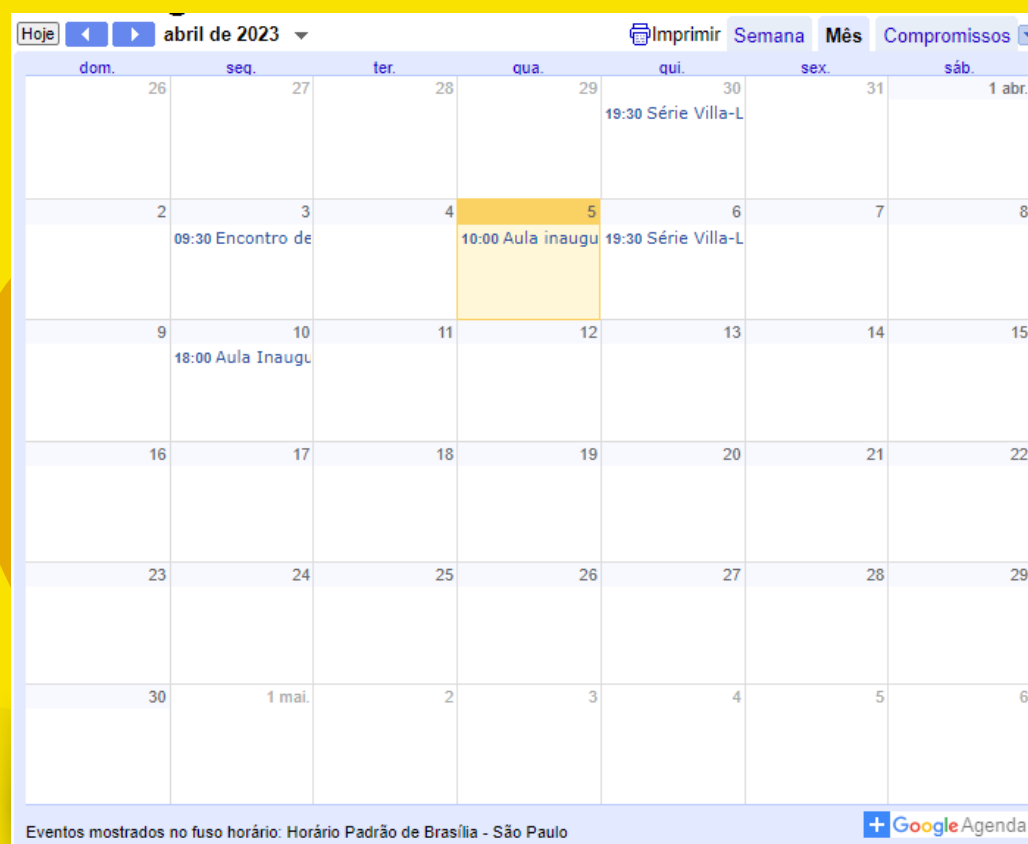 Hoje abril de 2023 Imprimir Semana Mês Compromissos
dom. seg. ter. qua. qui. sex. sáb.
26 27 28 29 30 31 1 abr.
19:30 Série Villa-L
2 3 4 5 6 7 8
09:30 Encontro de 10:00 Aula inaugu 19:30 Série Villa-L
9 10 11 12 13 14 15
18:00 Aula Inaugu
16 17 18 19 20 21 22
23 24 25 26 27 28 29
30 1 mai. 2 3 4 5 6
Eventos mostrados no fuso horário: Horário Padrão de Brasília - São Paulo
Google Agenda